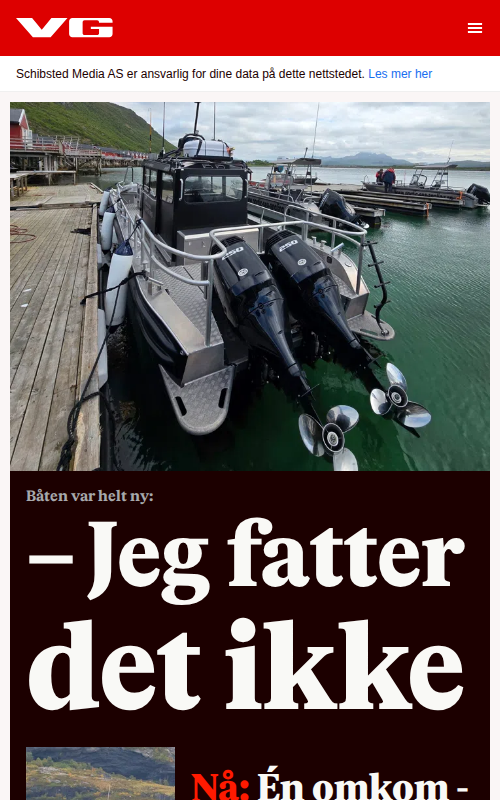 VG
Schibsted Media AS er ansvarlig for dine data på dette nettstedet. Les mer her
250
250
Båten var helt ny:
– Jeg fatter
det ikke
Nå: Én omkom -